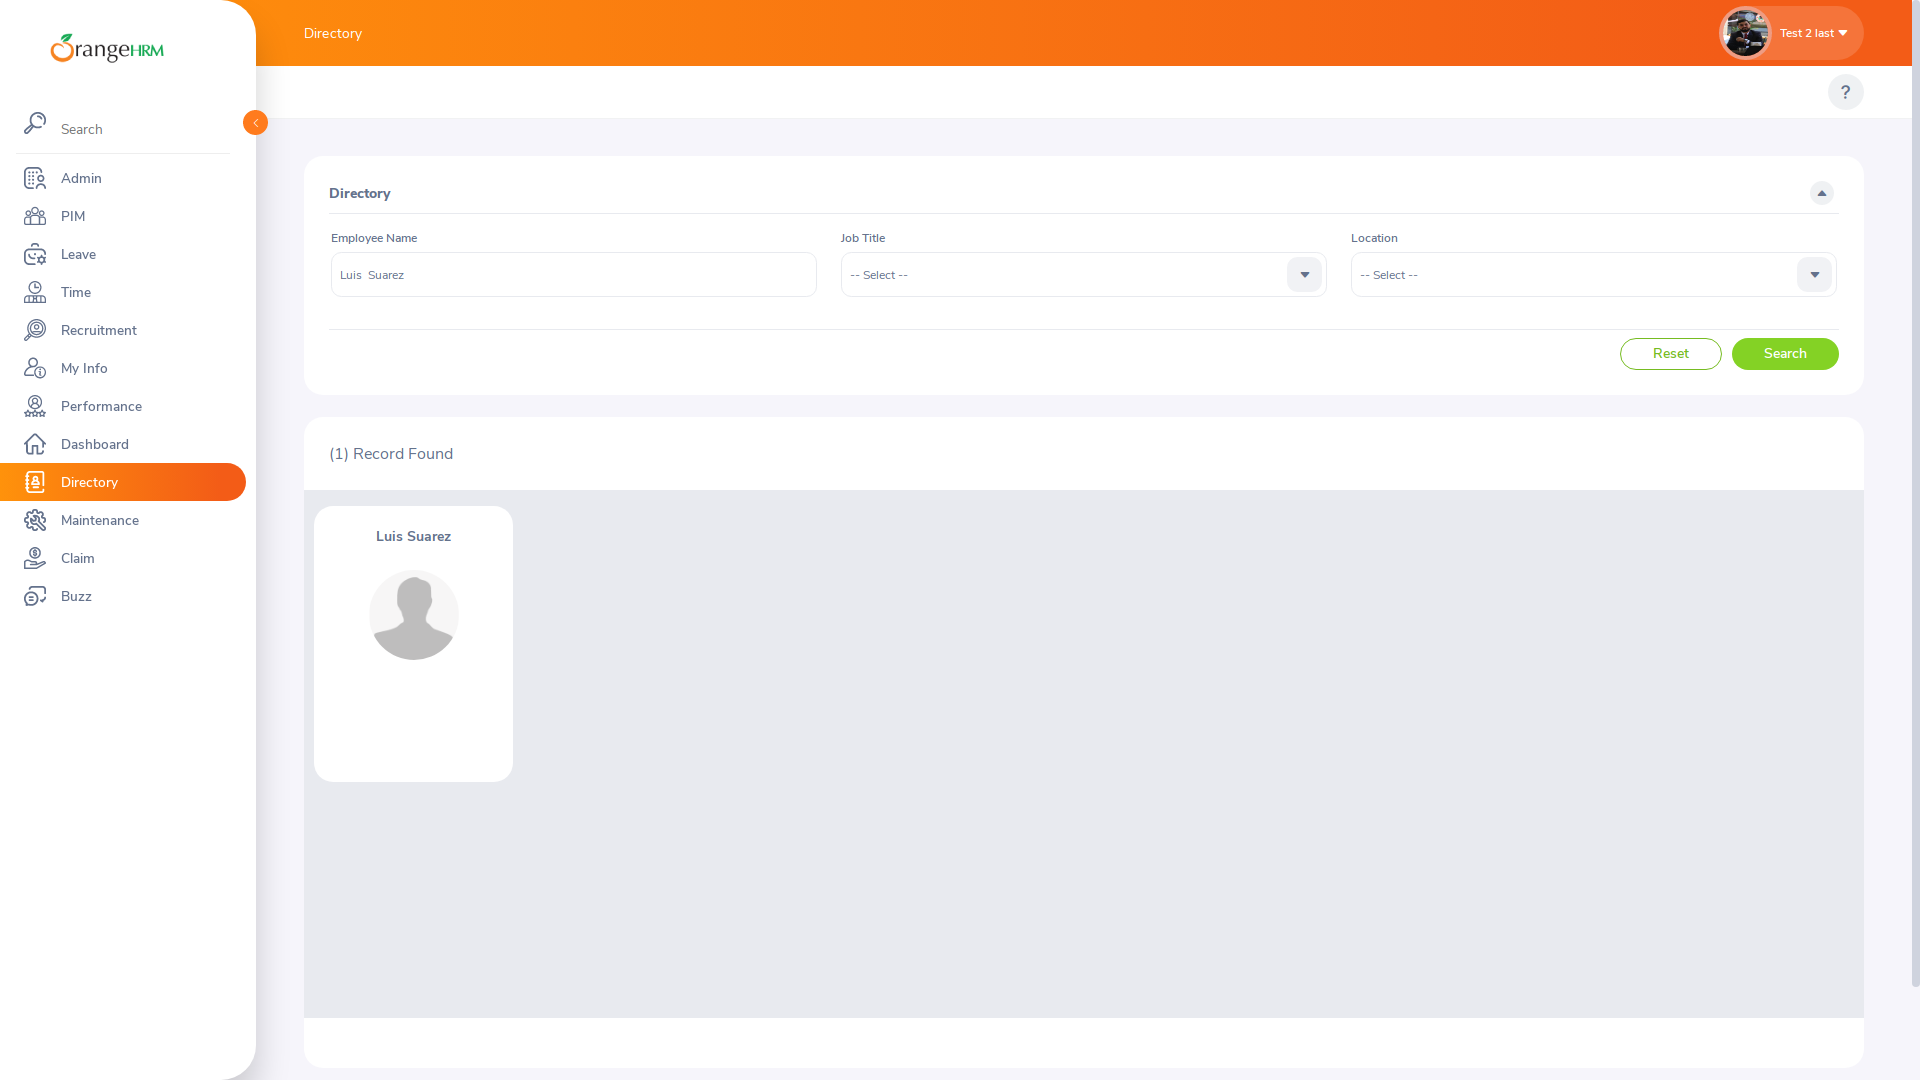 OrangeHRM
Directory
Test 2 last
?
Search
Admin
PIM
Leave
Time
Recruitment
My Info
Performance
Dashboard
Directory
Maintenance
Claim
Buzz
Directory
Employee Name
Job Title
Location
Luis  Suarez
-- Select --
-- Select --
Reset
Search
(1) Record Found
Luis Suarez